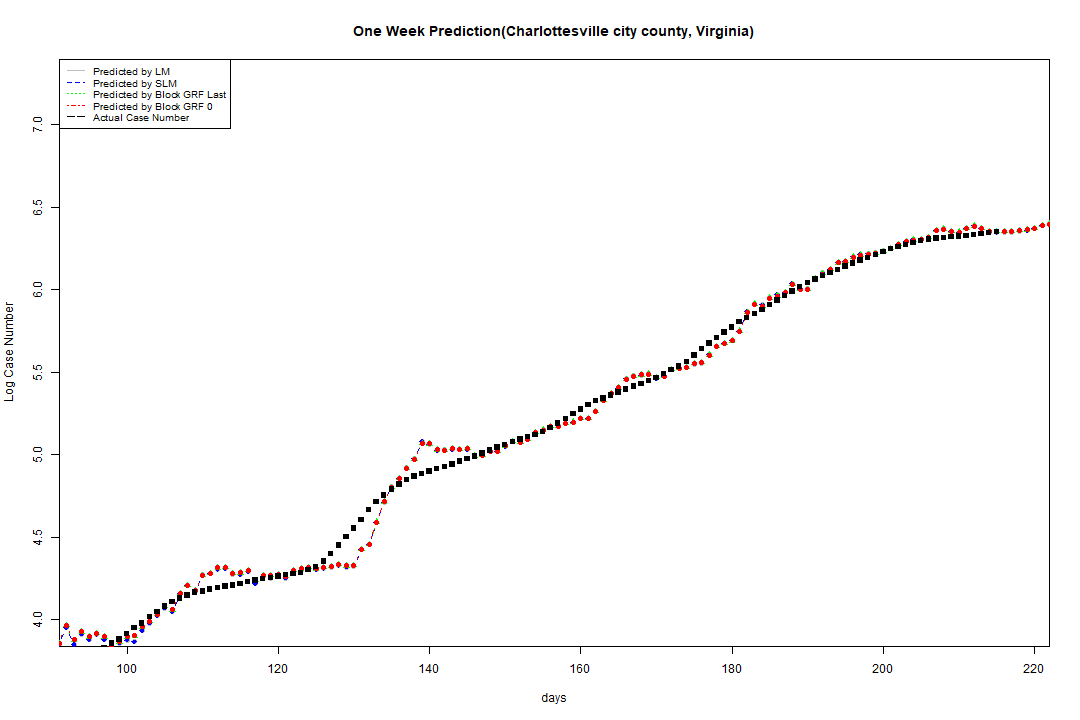 One Week Prediction(Charlottesville city county, Virginia)
Predicted by LM
Predicted by SLM
Predicted by Block GRF Last
Predicted by Block GRF 0
Actual Case Number
Log Case Number
7.0
6.5
6.0
5.5
5.0
4.5
4.0
100 120 140 160 180 200 220
days